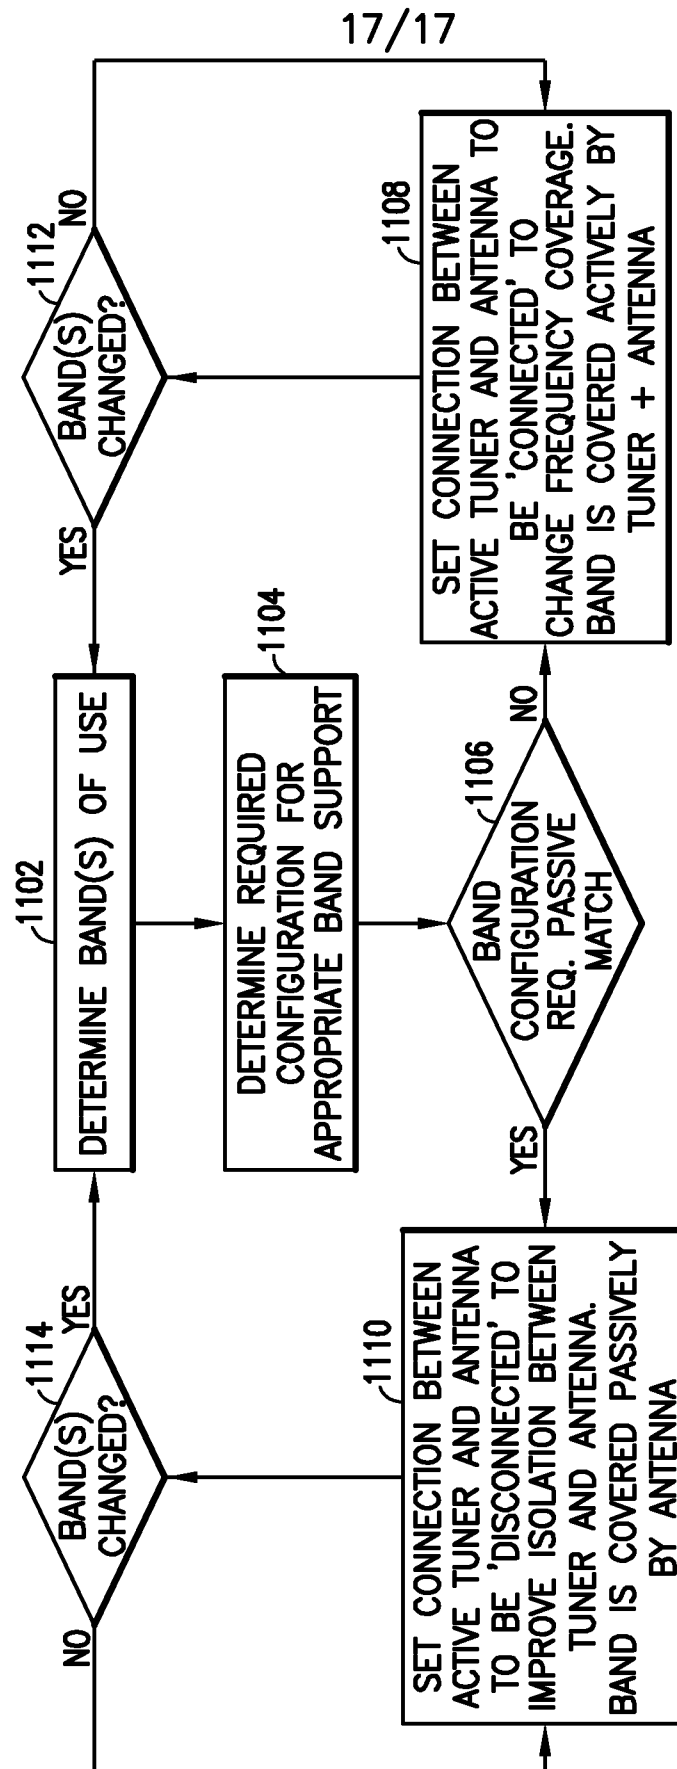 17/17
1102
DETERMINE BAND(S) OF USE
1104
DETERMINE REQUIRED
CONFIGURATION FOR
APPROPRIATE BAND SUPPORT
1106
BAND
CONFIGURATION
REQ. PASSIVE
MATCH
YES
NO
1110
SET CONNECTION BETWEEN
ACTIVE TUNER AND ANTENNA
TO BE 'DISCONNECTED' TO
IMPROVE ISOLATION BETWEEN
TUNER AND ANTENNA.
BAND IS COVERED PASSIVELY
BY ANTENNA
1108
SET CONNECTION BETWEEN
ACTIVE TUNER AND ANTENNA TO
BE 'CONNECTED' TO
CHANGE FREQUENCY COVERAGE.
BAND IS COVERED ACTIVELY BY
TUNER + ANTENNA
1114
BAND(S)
CHANGED?
NO
YES
1112
BAND(S)
CHANGED?
YES
NO